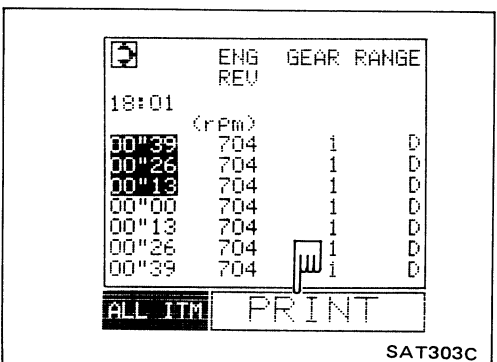 ENG GEAR RANGE
REV
18:01
(rpm)
00"39 704 1 D
00"26 704 1 D
00"13 704 1 D
00"00 704 1 D
00"13 704 1 D
00"26 704 1 D
00"39 704 1 D
ALL ITM PRINT
SAT303C